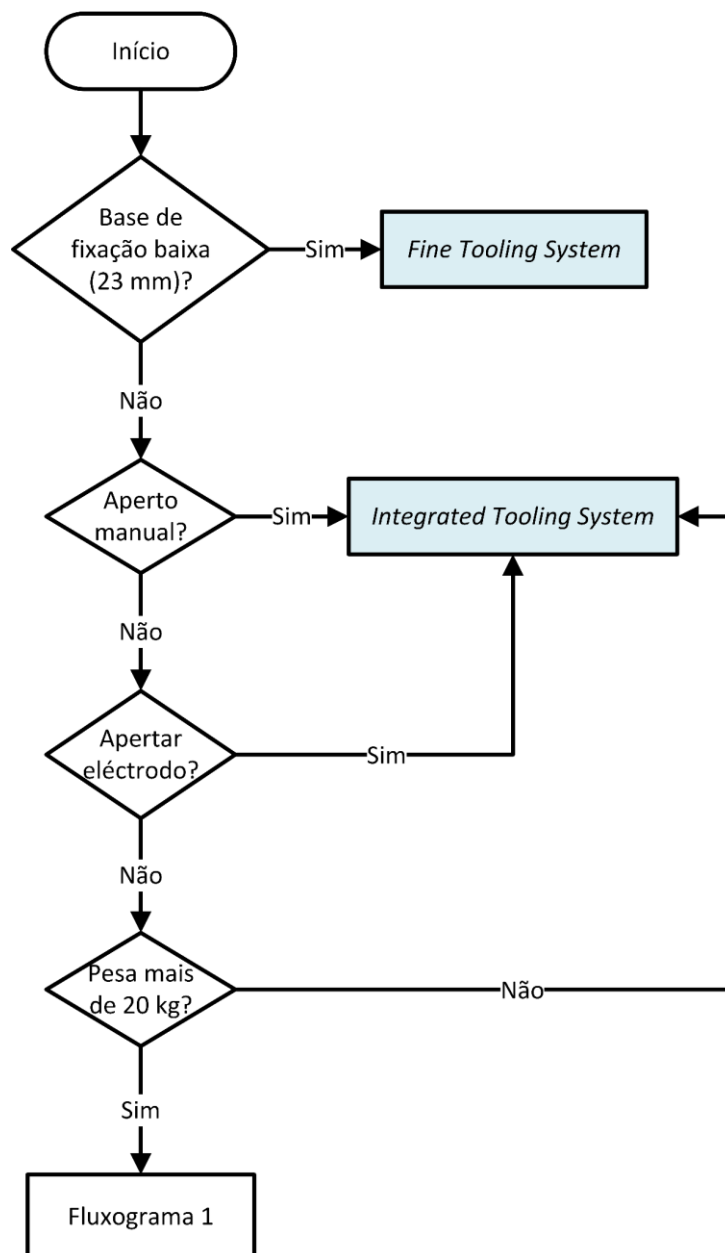 Início
Base de
fixação baixa
(23 mm)?
Sim
Fine Tooling System
Não
Aperto
manual?
Sim
Integrated Tooling System
Não
Apertar
eléctrodo?
Sim
Não
Pesa mais
de 20 kg?
Não
Sim
Fluxograma 1